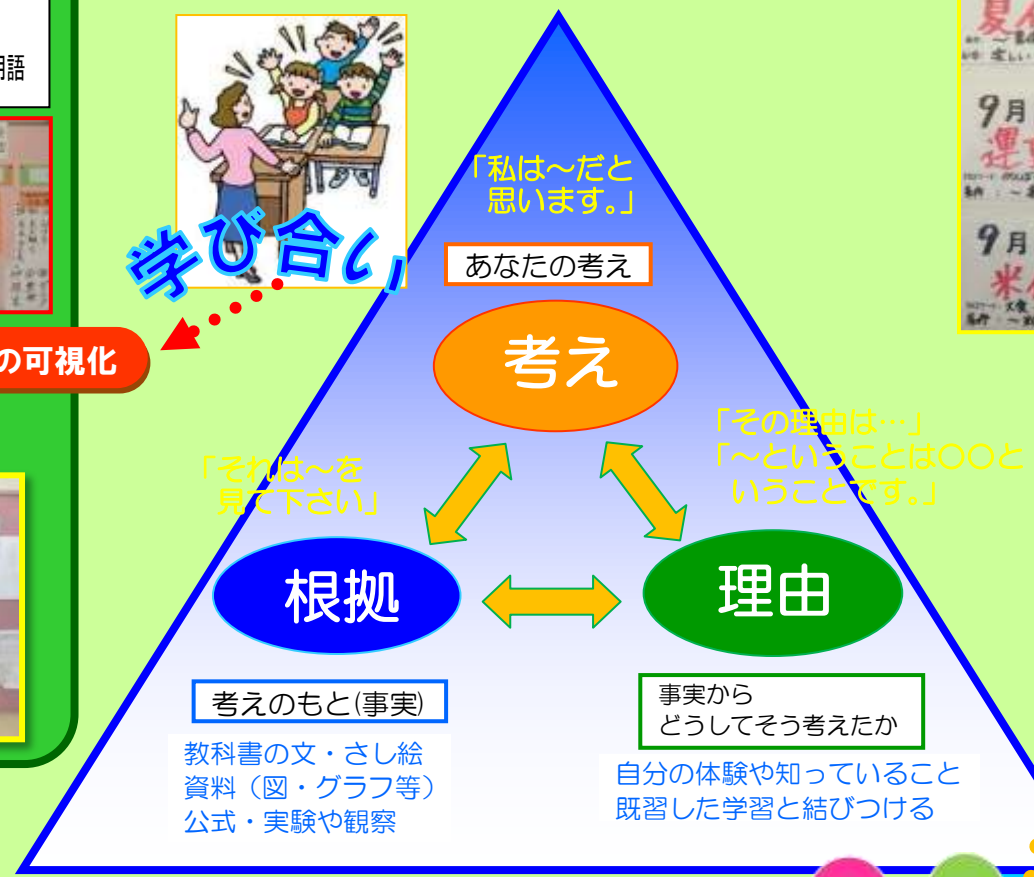 用語
学び合い
の可視化
「私は~だと
思います。」
あなたの考え
考え
「その理由は…」
「~ということは〇〇と
いうことです。」
「それは~を
見て下さい」
根拠
理由
考えのもと(事実)
教科書の文・さし絵
資料(図・グラフ等)
公式・実験や観察
事実から
どうしてそう考えたか
自分の体験や知っていること
既習した学習と結びつける
9月
9月